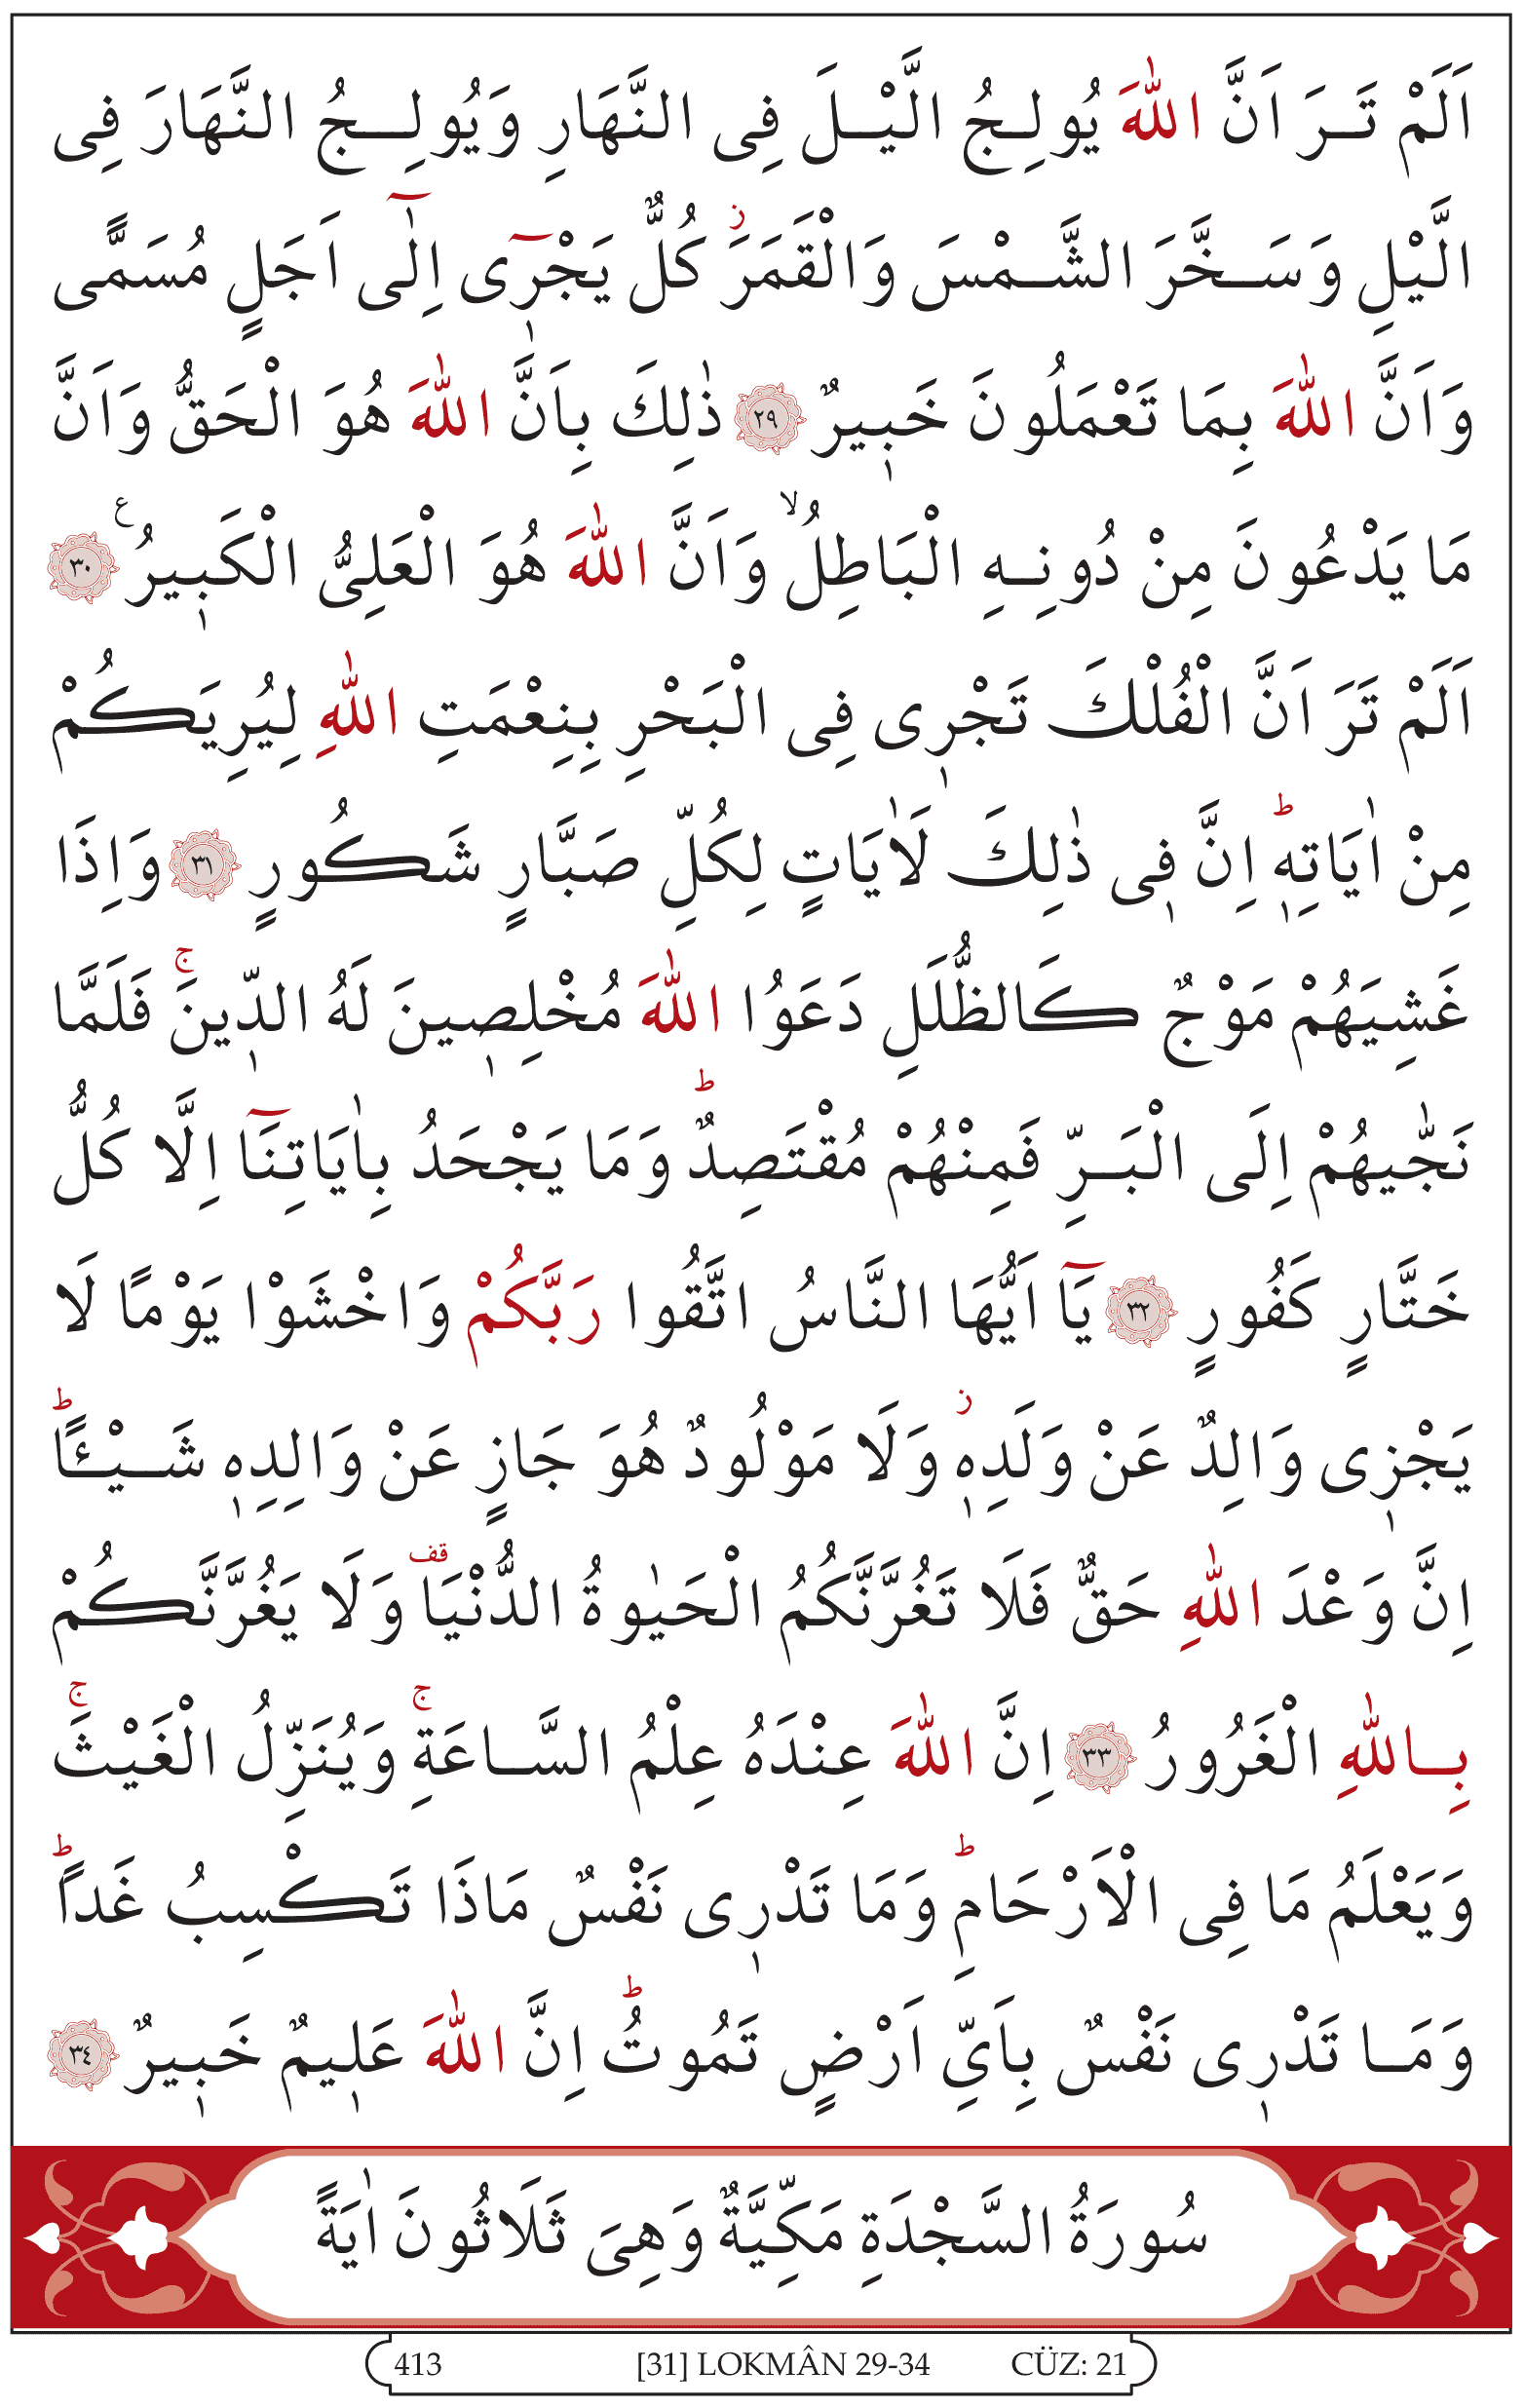 اَلَمْ تَرَ اَنَّ اللّٰهَ يُولِجُ الَّيْلَ فِى النَّهَارِ وَيُولِجُ النَّهَارَ فِى
الَّيْلِ وَسَخَّرَ الشَّمْسَ وَالْقَمَرَۘ كُلٌّ يَجْرٖٓى اِلٰٓى اَجَلٍ مُسَمًّى
وَاَنَّ اللّٰهَ بِمَا تَعْمَلُونَ خَبٖيرٌ ﴿٢٩﴾ ذٰلِكَ بِاَنَّ اللّٰهَ هُوَ الْحَقُّ وَاَنَّ
مَا يَدْعُونَ مِنْ دُونِهِ الْبَاطِلُۙ وَاَنَّ اللّٰهَ هُوَ الْعَلِىُّ الْكَبٖيرُ ع ﴿٣٠﴾
اَلَمْ تَرَ اَنَّ الْفُلْكَ تَجْرٖى فِى الْبَحْرِ بِنِعْمَتِ اللّٰهِ لِيُرِيَكُمْ
مِنْ اٰيَاتِهٖؕ اِنَّ فٖى ذٰلِكَ لَاٰيَاتٍ لِكُلِّ صَبَّارٍ شَكُورٍ ﴿٣١﴾ وَاِذَا
غَشِيَهُمْ مَوْجٌ كَالظُّلَلِ دَعَوُا اللّٰهَ مُخْلِصٖينَ لَهُ الدّٖينَۚ فَلَمَّا
نَجّٰيهُمْ اِلَى الْبَرِّ فَمِنْهُمْ مُقْتَصِدٌؕ وَمَا يَجْحَدُ بِاٰيَاتِنَٓا اِلَّا كُلُّ
خَتَّارٍ كَفُورٍ ﴿٣٢﴾ يَٓا اَيُّهَا النَّاسُ اتَّقُوا رَبَّكُمْ وَاخْشَوْا يَوْمًا لَا
يَجْزٖى وَالِدٌ عَنْ وَلَدِهٖؗ وَلَا مَوْلُودٌ هُوَ جَازٍ عَنْ وَالِدِهٖ شَيْـًٔاؕ
اِنَّ وَعْدَ اللّٰهِ حَقٌّ فَلَا تَغُرَّنَّكُمُ الْحَيٰوةُ الدُّنْيَا قف وَلَا يَغُرَّنَّكُمْ
بِاللّٰهِ الْغَرُورُ ﴿٣٣﴾ اِنَّ اللّٰهَ عِنْدَهُ عِلْمُ السَّاعَةِۚ وَيُنَزِّلُ الْغَيْثَۚ
وَيَعْلَمُ مَا فِى الْاَرْحَامِؕ وَمَا تَدْرٖى نَفْسٌ مَاذَا تَكْسِبُ غَداًؕ
وَمَا تَدْرٖى نَفْسٌ بِاَىِّ اَرْضٍ تَمُوتُؕ اِنَّ اللّٰهَ عَلٖيمٌ خَبٖيرٌ ﴿٣٤﴾
سُورَةُ السَّجْدَةِ مَكِّيَّةٌ وَهِىَ ثَلَاثُونَ اٰيَةً
413 [31] LOKMÂN 29-34 CÜZ: 21